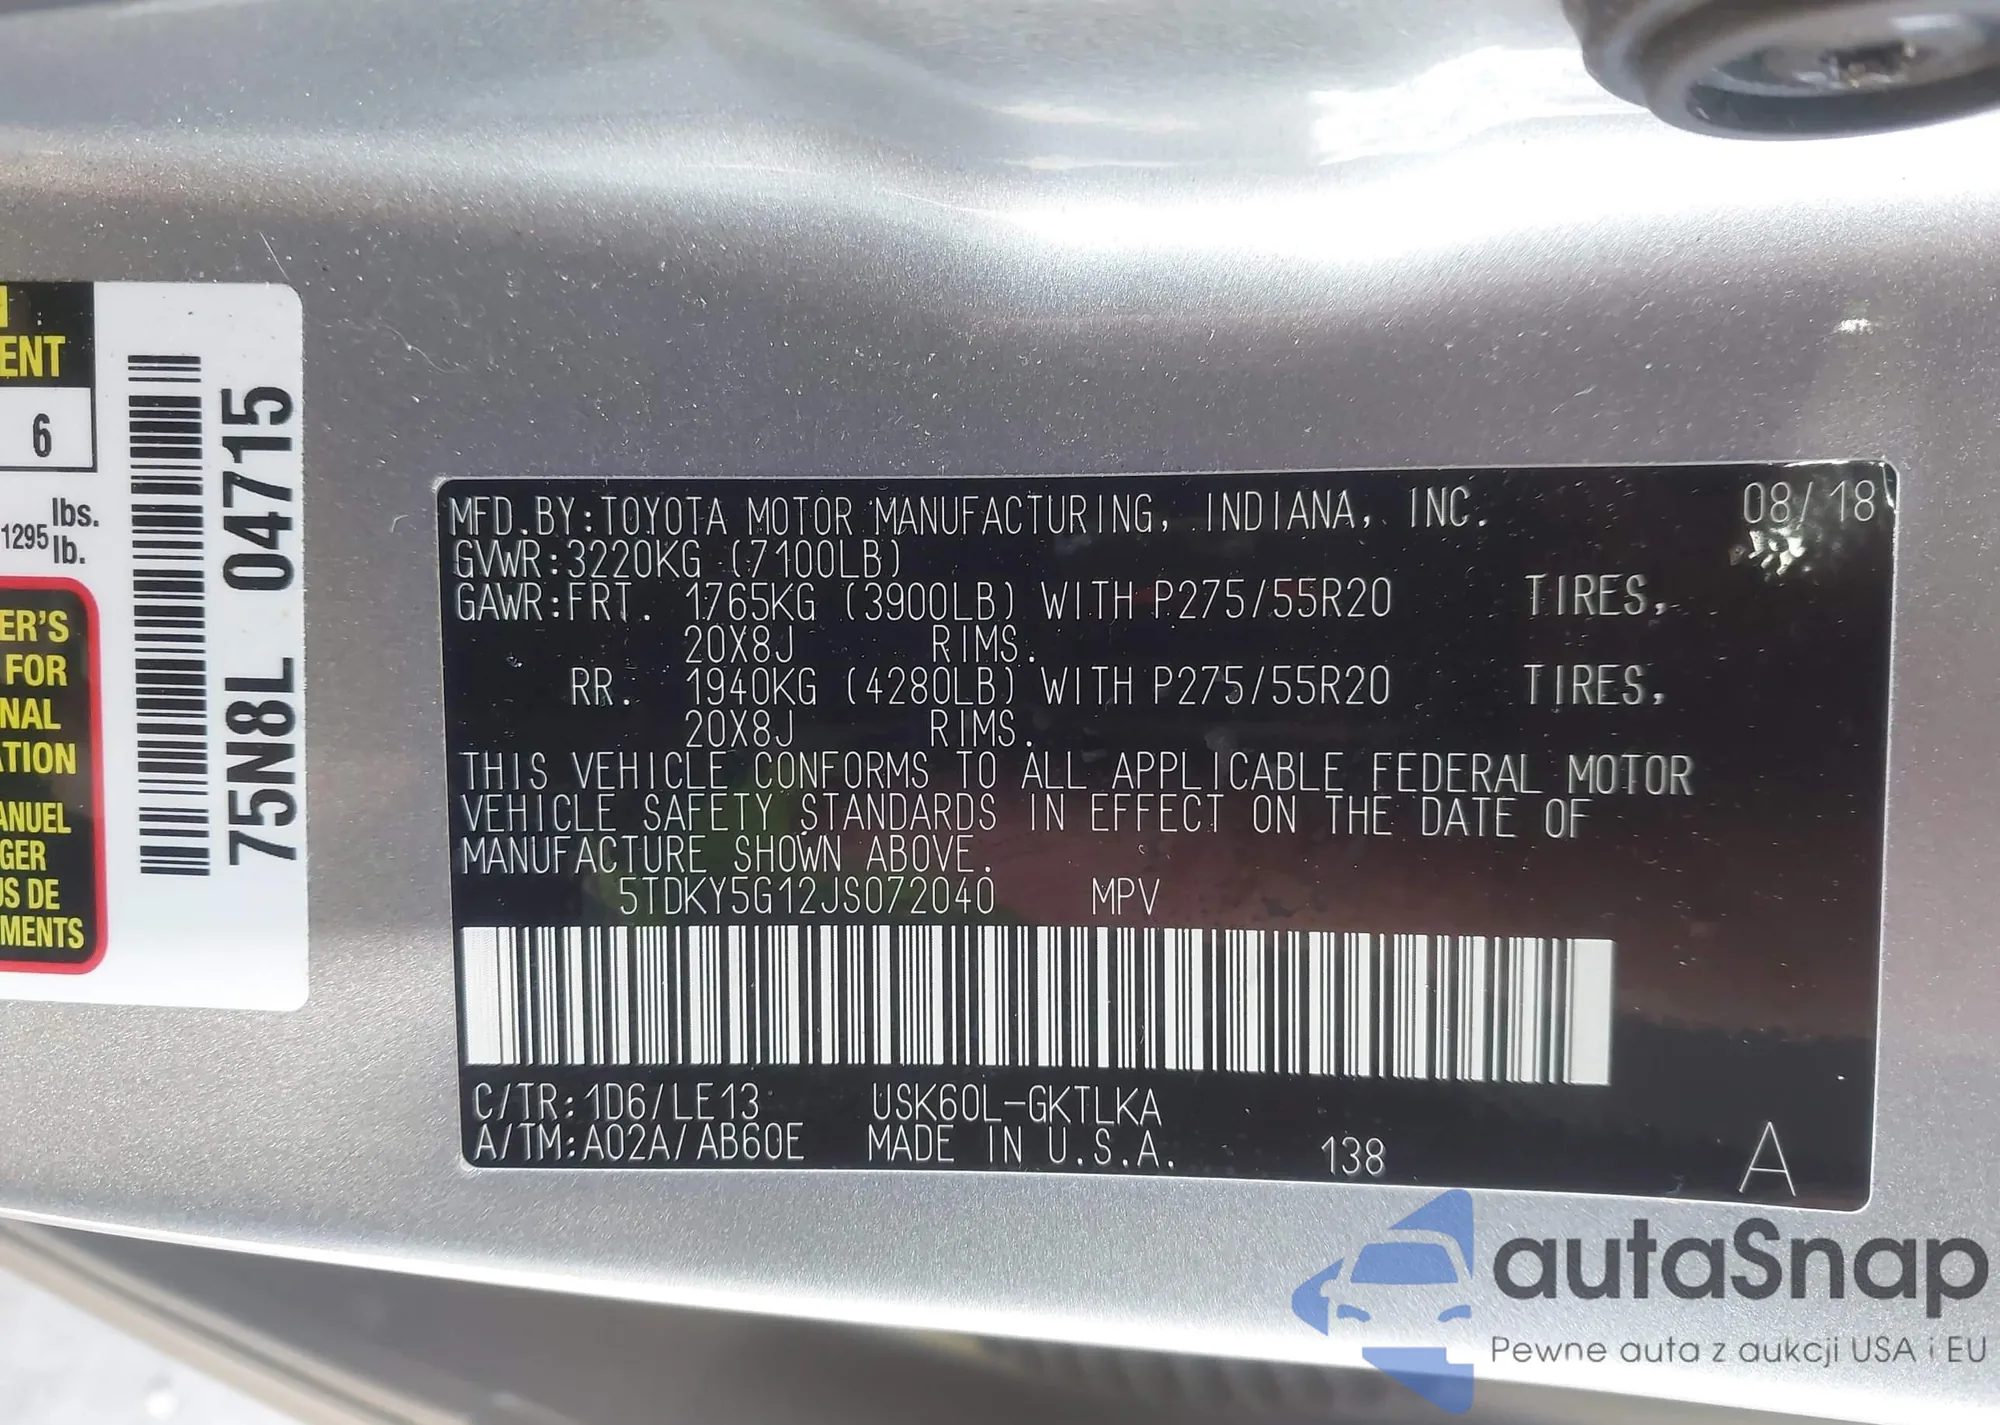 ENT
6
lbs.
1295
lb.
ER'S
FOR
NAL
ATION
ANUEL
GER
US DE
MENTS
75N8L 04715
MFD.BY:TOYOTA MOTOR MANUFACTURING, INDIANA, INC. 08/18
GVWR:3220KG (7100LB)
GAWR:FRT. 1765KG (3900LB) WITH P275/55R20 TIRES,
20X8J RIMS.
RR. 1940KG (4280LB) WITH P275/55R20 TIRES,
20X8J RIMS.
THIS VEHICLE CONFORMS TO ALL APPLICABLE FEDERAL MOTOR
VEHICLE SAFETY STANDARDS IN EFFECT ON THE DATE OF
MANUFACTURE SHOWN ABOVE.
5TDKY5G12JS072040 MPV
C/TR:1D6/LE13 USK60L-GKTLKA
A/TM:A02A/AB60E MADE IN U.S.A. 138 A
autaSnap
Pewne auta z aukcji USA i EU